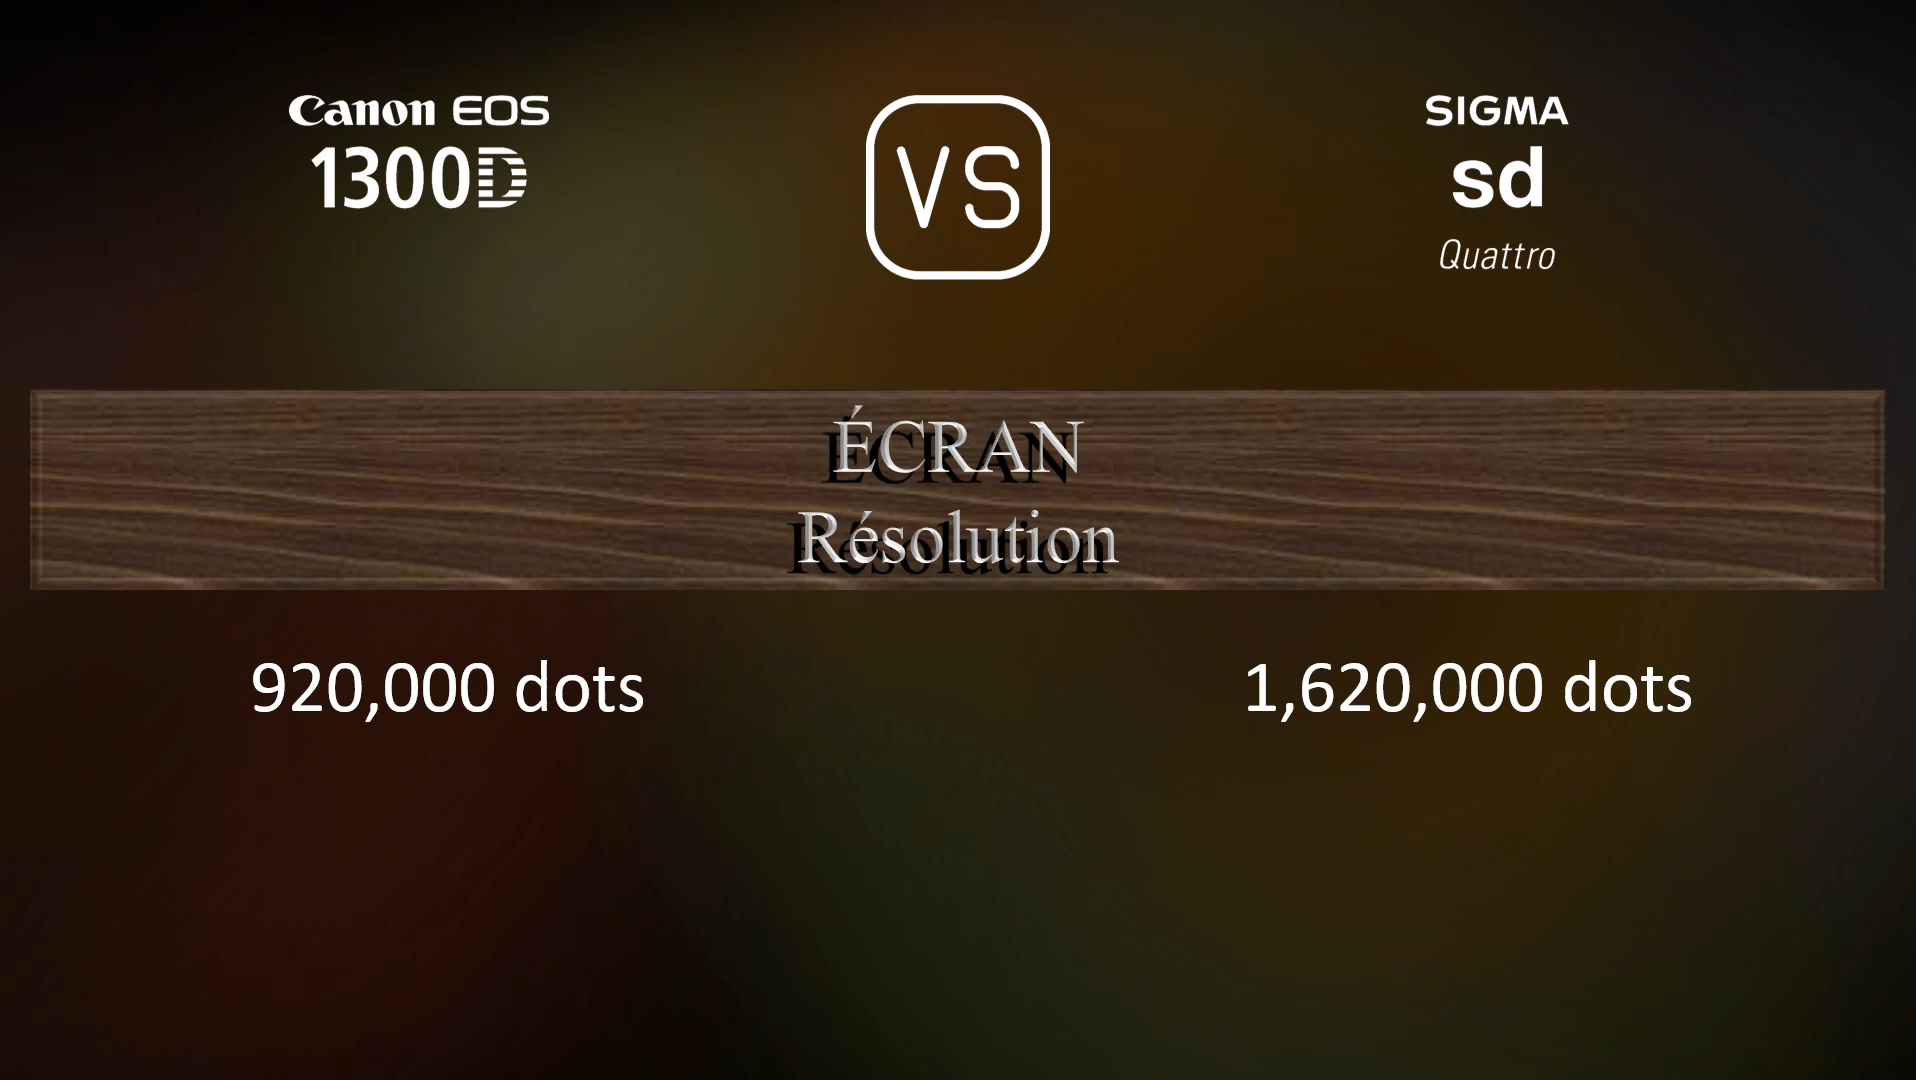 Canon EOS
1300D
VS
SIGMA
sd
Quattro
ÉCRAN
Résolution
920,000 dots
1,620,000 dots